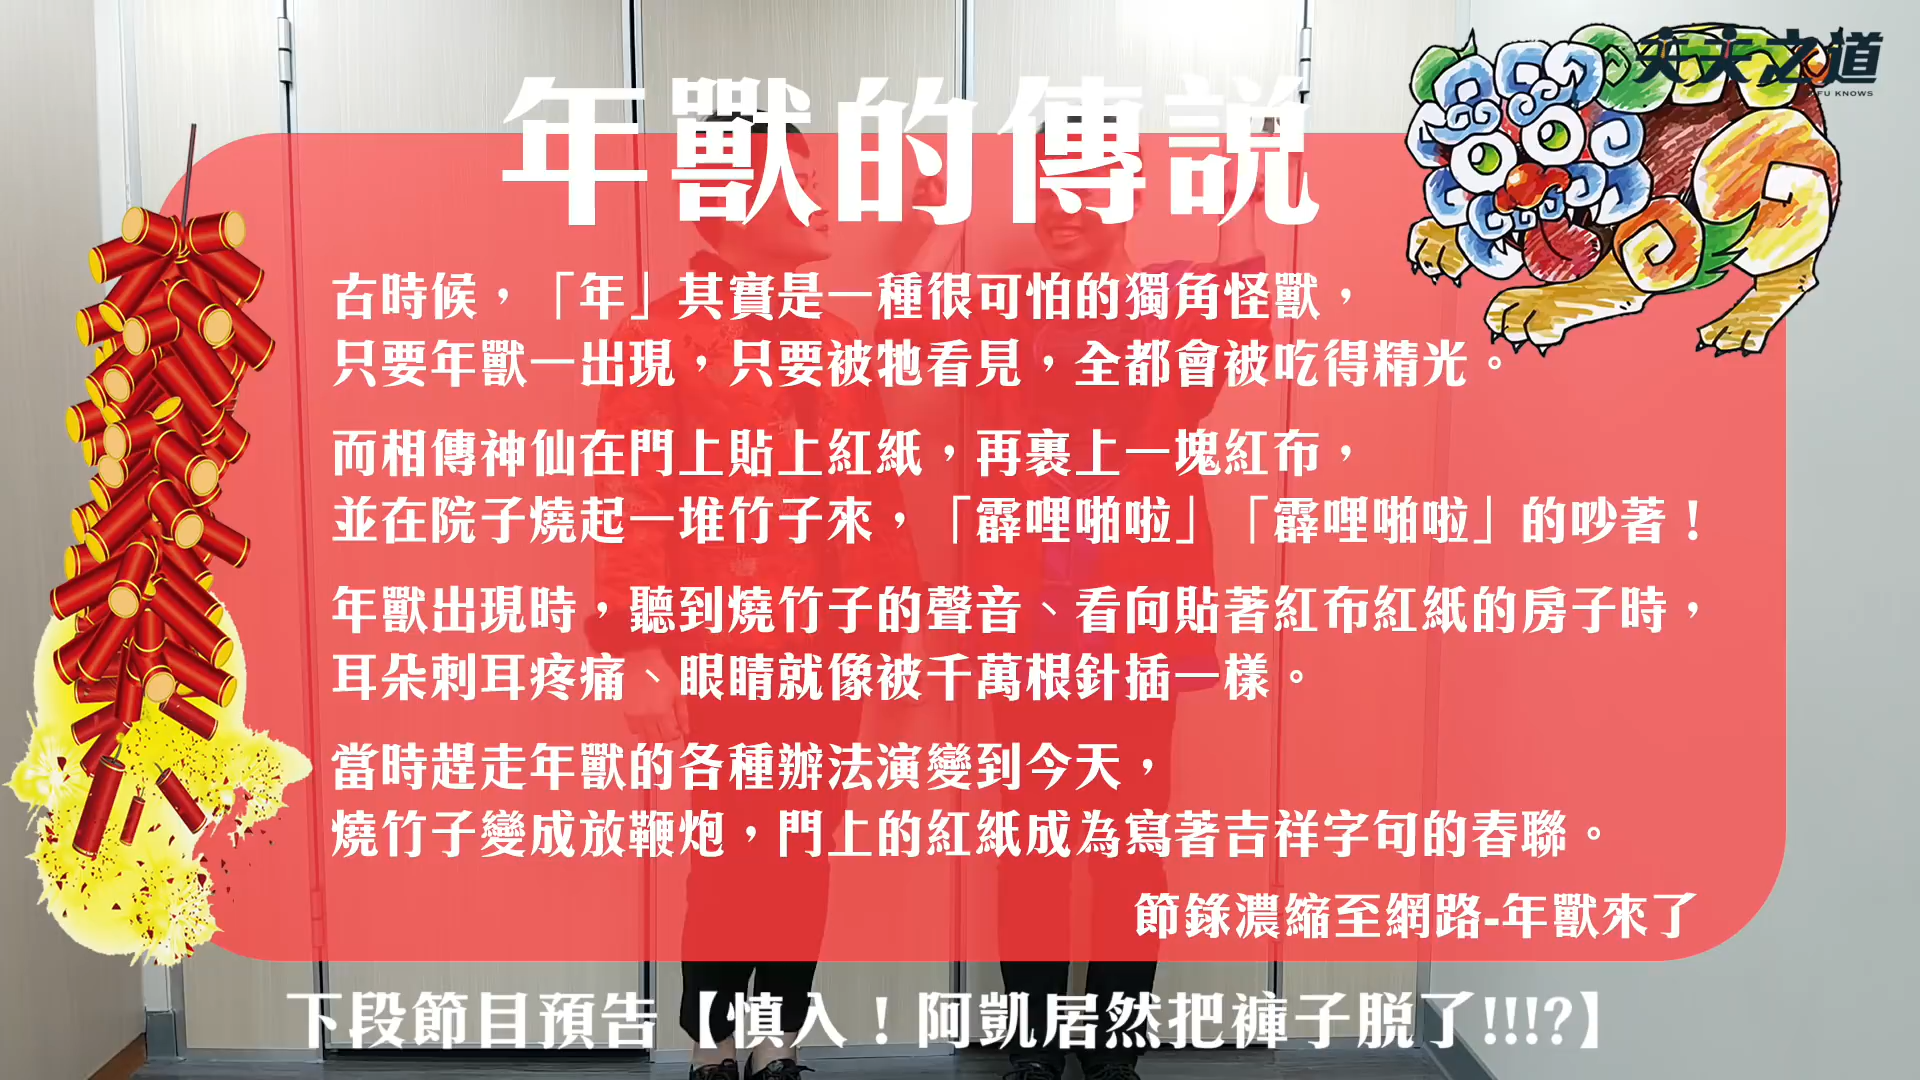 夫夫之道
FU KNOWS
年獸的傳說
古時候，「年」其實是一種很可怕的獨角怪獸，
只要年獸一出現，只要被牠看見，全都會被吃得精光。
而相傳神仙在門上貼上紅紙，再裹上一塊紅布，
並在院子燒起一堆竹子來，「霹哩啪啦」「霹哩啪啦」的吵著！
年獸出現時，聽到燒竹子的聲音、看向貼著紅布紅紙的房子時，
耳朵刺耳疼痛、眼睛就像被千萬根針插一樣。
當時趕走年獸的各種辦法演變到今天，
燒竹子變成放鞭炮，門上的紅紙成為寫著吉祥字句的春聯。
節錄濃縮至網路-年獸來了
下段節目預告【慎入！阿凱居然把褲子脫了!!!?】